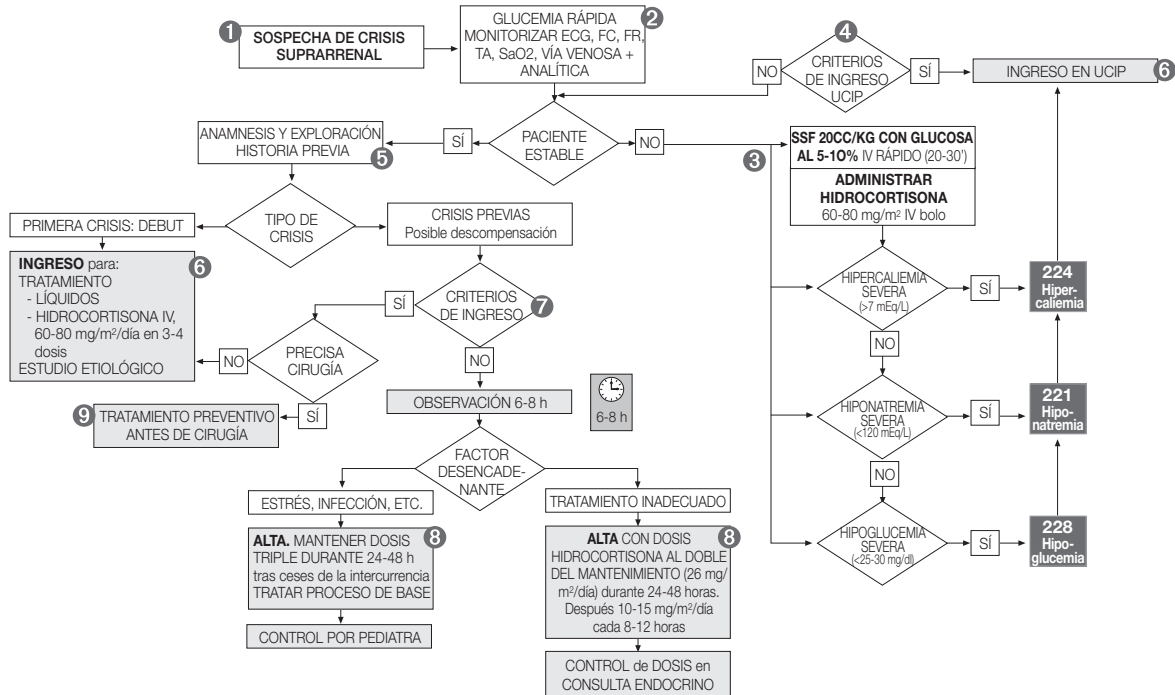 1
SOSPECHA DE CRISIS
SUPRARRENAL
2
GLUCEMIA RÁPIDA
MONITORIZAR ECG, FC, FR,
TA, SaO2, VÍA VENOSA +
ANALÍTICA
4
CRITERIOS
DE INGRESO
UCIP
NO
SÍ
INGRESO EN UCIP
6
PACIENTE
ESTABLE
SÍ
NO
ANAMNESIS Y EXPLORACIÓN
HISTORIA PREVIA
5
3
SSF 20CC/KG CON GLUCOSA
AL 5-10% IV RÁPIDO (20-30')
ADMINISTRAR
HIDROCORTISONA
60-80 mg/m² IV bolo
TIPO DE
CRISIS
PRIMERA CRISIS: DEBUT
CRISIS PREVIAS
Posible descompensación
INGRESO para:
TRATAMIENTO
- LÍQUIDOS
- HIDROCORTISONA IV,
60-80 mg/m²/día en 3-4
dosis
ESTUDIO ETIOLÓGICO
6
CRITERIOS
DE INGRESO
7
SÍ
NO
PRECISA
CIRUGÍA
NO
SÍ
9
TRATAMIENTO PREVENTIVO
ANTES DE CIRUGÍA
OBSERVACIÓN 6-8 h
6-8 h
HIPERCALIEMIA
SEVERA
(>7 mEq/L)
SÍ
224
Hiper-
caliemia
NO
HIPONATREMIA
SEVERA
(<120 mEq/L)
SÍ
221
Hipo-
natremia
NO
HIPOGLUCEMIA
SEVERA
(<25-30 mg/dl)
SÍ
228
Hipo-
glucemia
FACTOR
DESENCADE-
NANTE
ESTRÉS, INFECCIÓN, ETC.
TRATAMIENTO INADECUADO
ALTA. MANTENER DOSIS
TRIPLE DURANTE 24-48 h
tras ceses de la intercurrencia
TRATAR PROCESO DE BASE
8
CONTROL POR PEDIATRA
ALTA CON DOSIS
HIDROCORTISONA AL DOBLE
DEL MANTENIMIENTO (26 mg/
m²/día) durante 24-48 horas.
Después 10-15 mg/m²/día
cada 8-12 horas
8
CONTROL de DOSIS en
CONSULTA ENDOCRINO